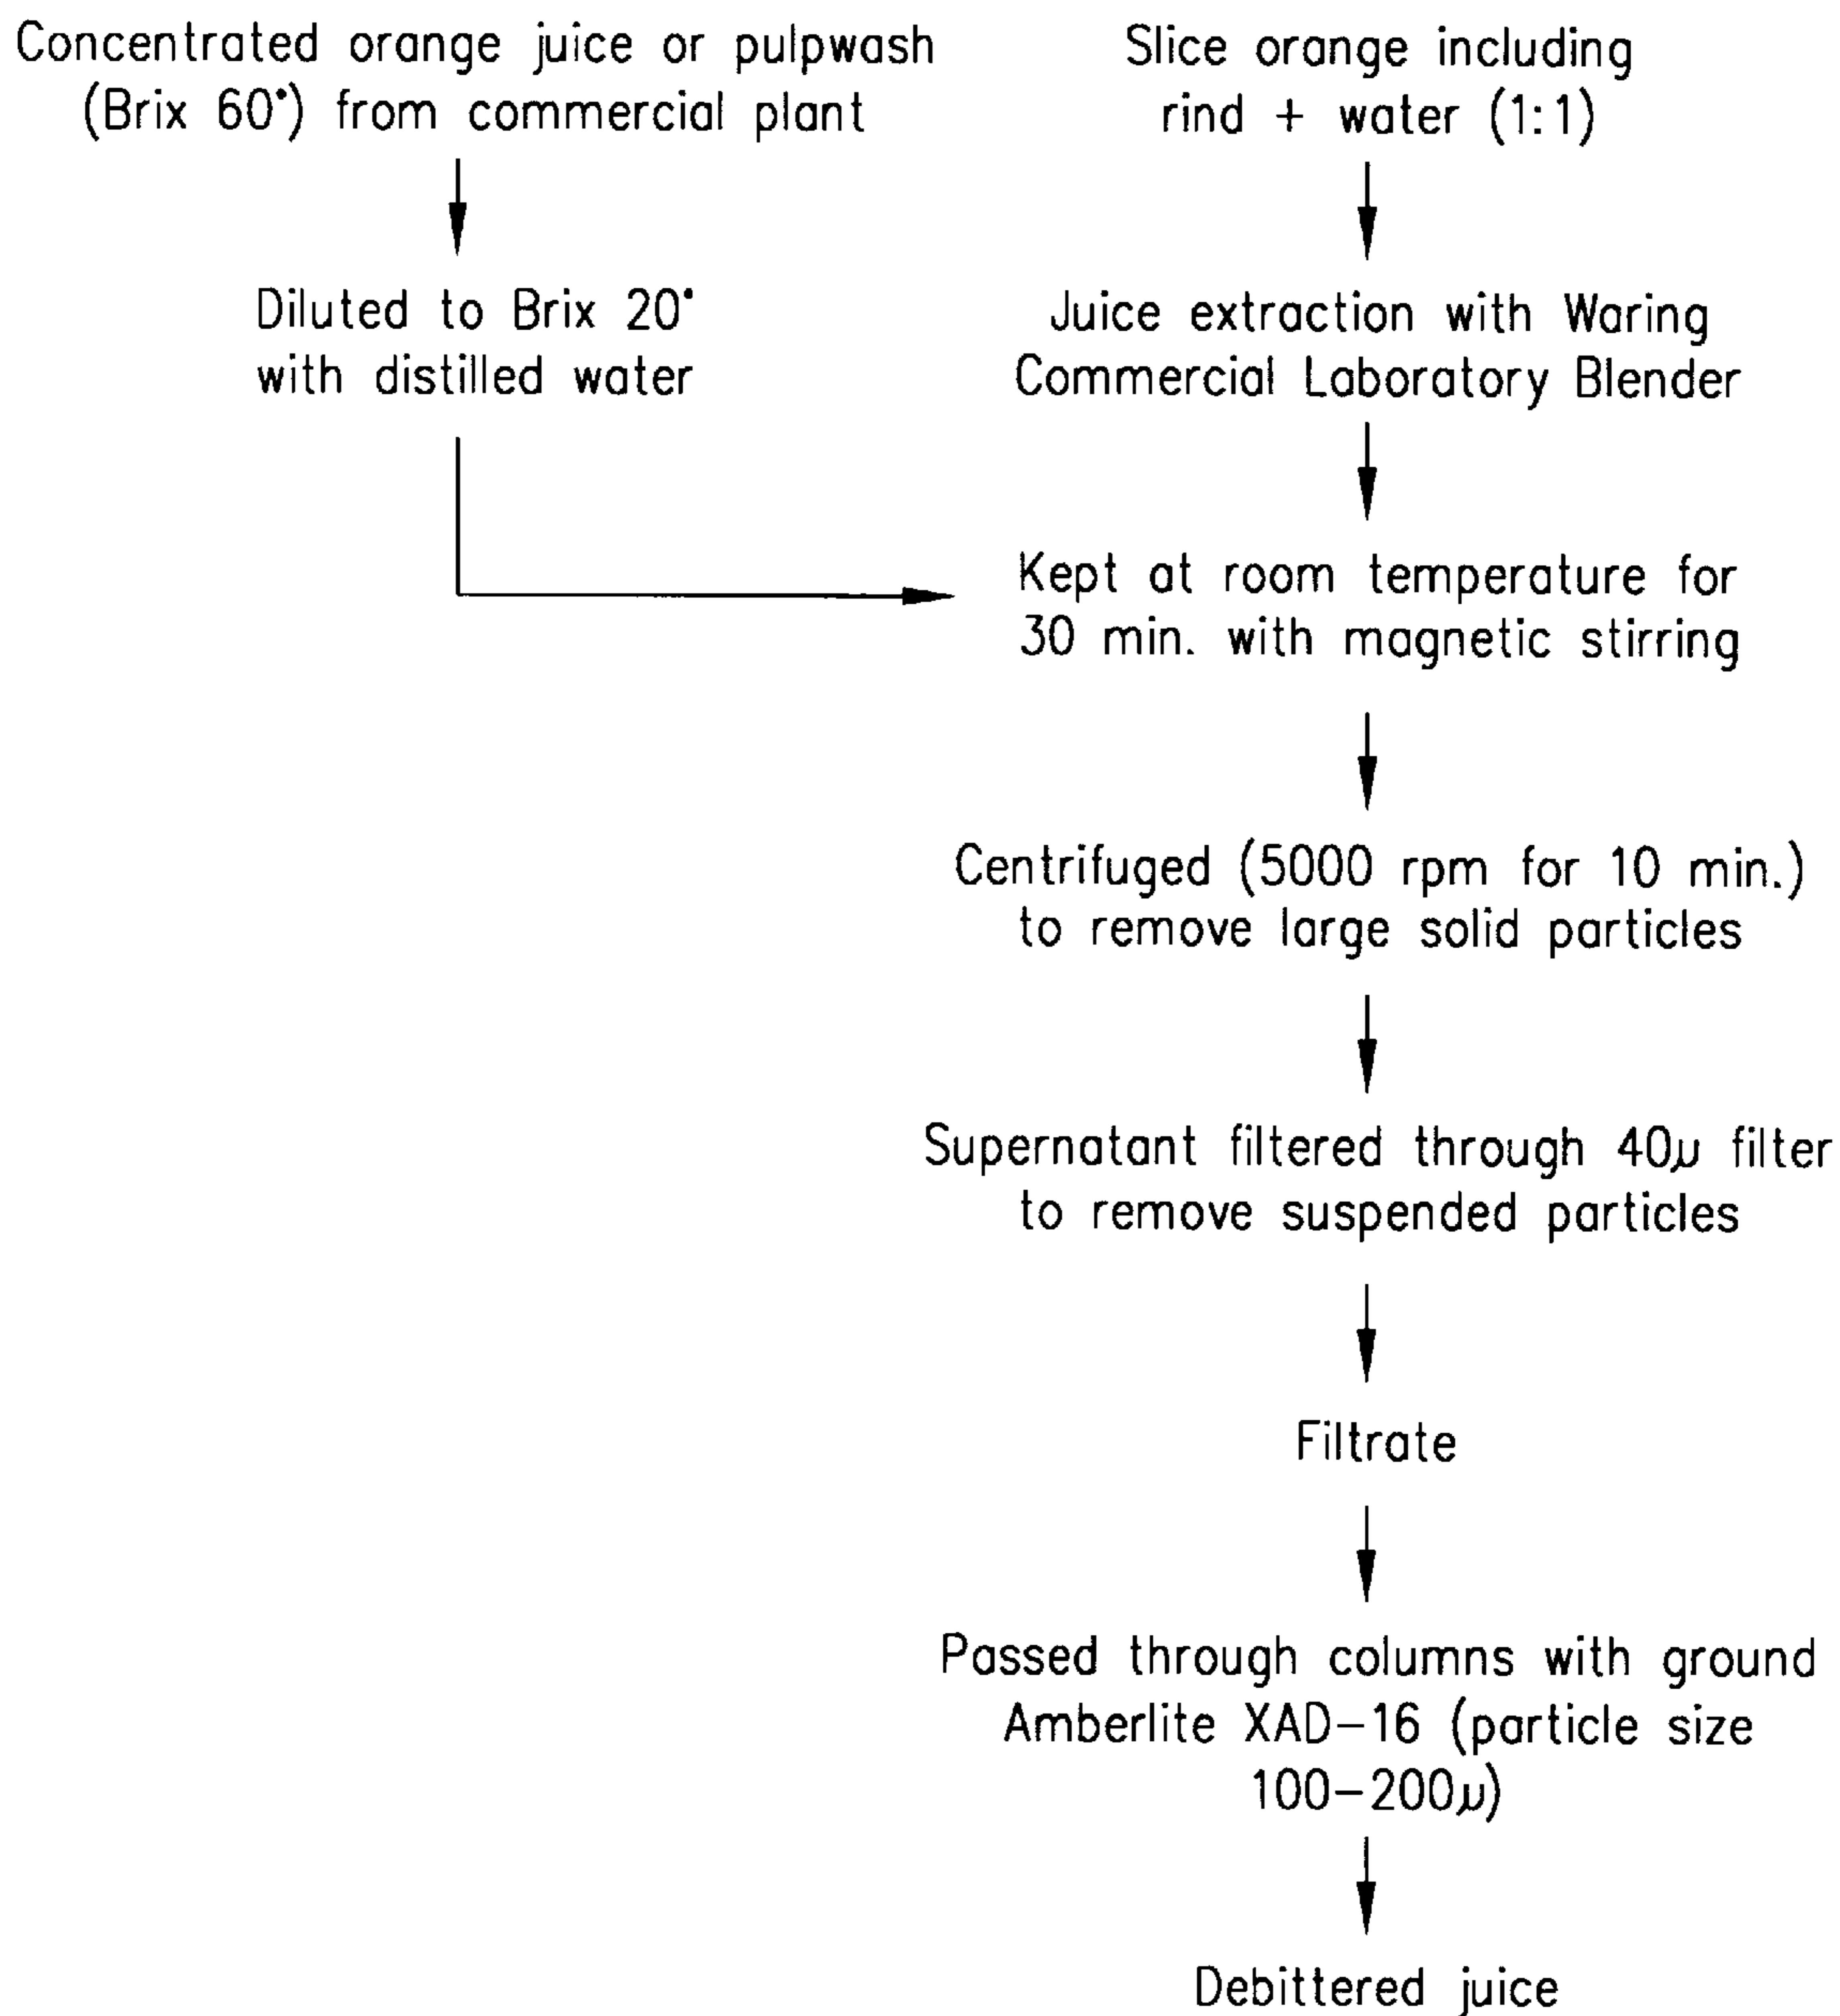 Concentrated orange juice or pulpwash
(Brix 60°) from commercial plant
Slice orange including
rind + water (1:1)
Diluted to Brix 20°
with distilled water
Juice extraction with Waring
Commercial Laboratory Blender
Kept at room temperature for
30 min. with magnetic stirring
Centrifuged (5000 rpm for 10 min.)
to remove large solid particles
Supernatant filtered through 40μ filter
to remove suspended particles
Filtrate
Passed through columns with ground
Amberlite XAD-16 (particle size
100-200μ)
Debittered juice